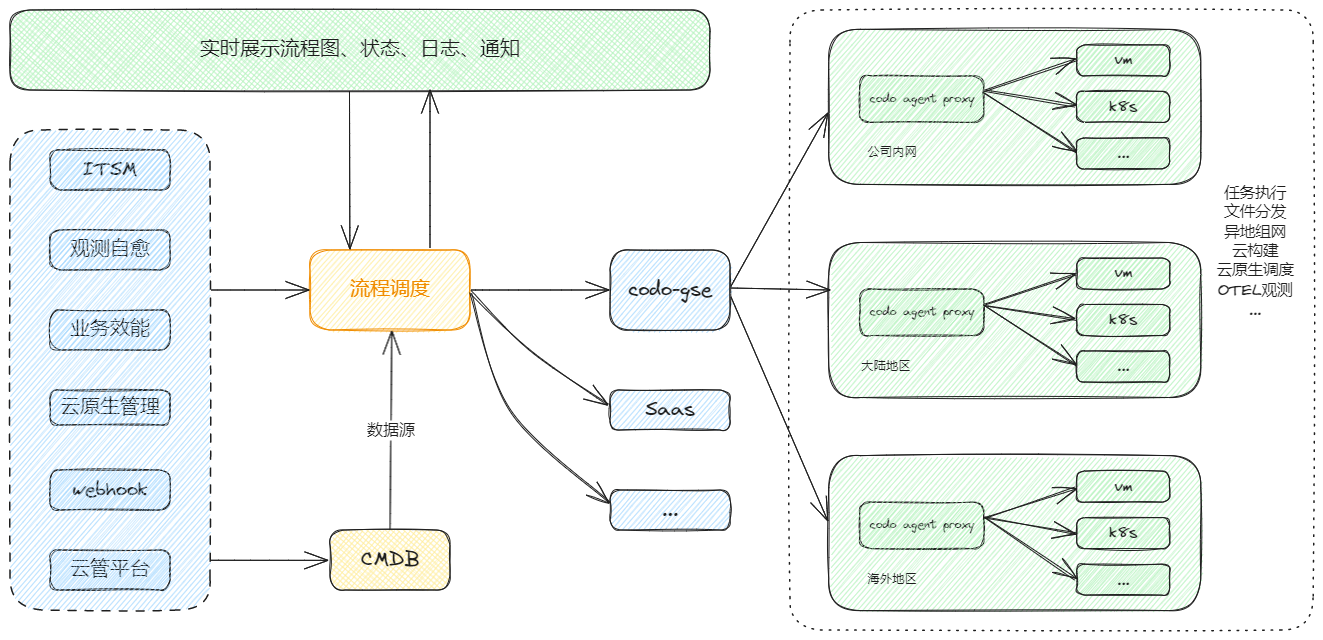 实时展示流程图、状态、日志、通知
ITSM
观测自愈
业务效能
云原生管理
webhook
云管平台
流程调度
数据源
CMDB
codo-gse
Saas
...
codo agent proxy
vm
k8s
...
公司内网
codo agent proxy
vm
k8s
...
大陆地区
codo agent proxy
vm
k8s
...
海外地区
任务执行
文件分发
异地组网
云构建
云原生调度
OTEL观测
...